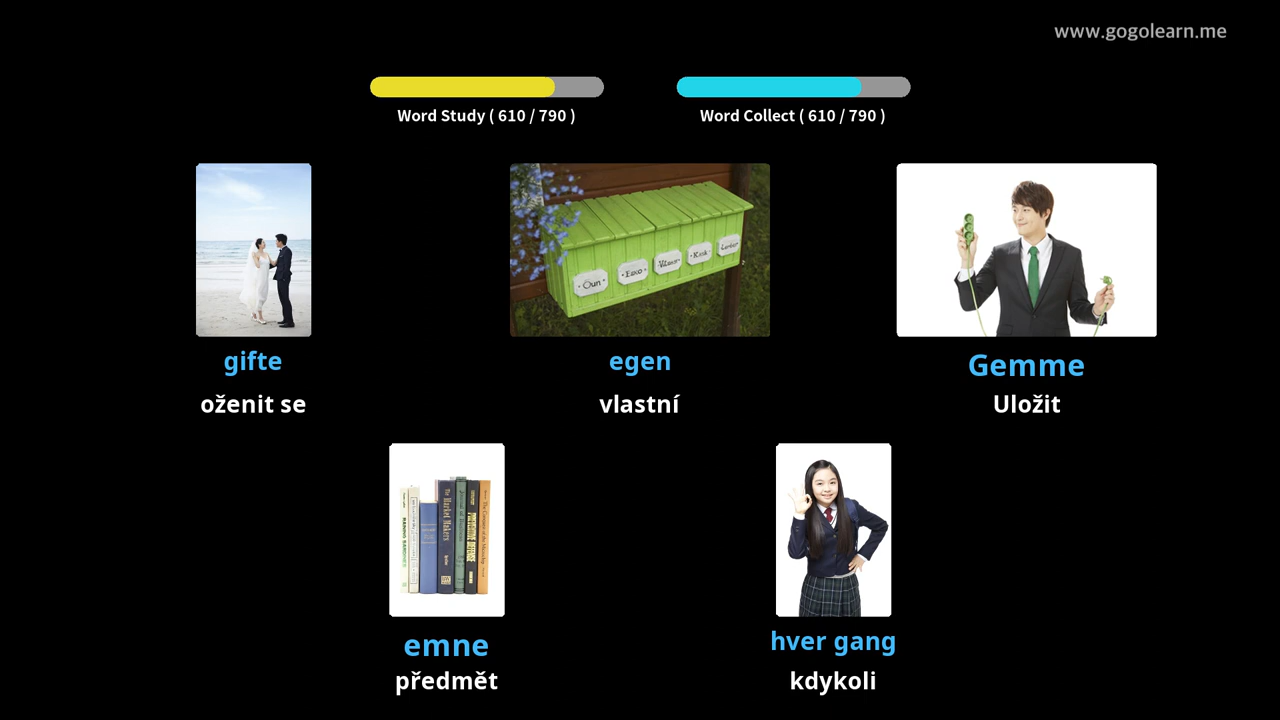 www.gogolearn.me
Word Study ( 610 / 790 )
Word Collect ( 610 / 790 )
gifte
oženit se
egen
vlastní
Gemme
Uložit
emne
předmět
hver gang
kdykoli